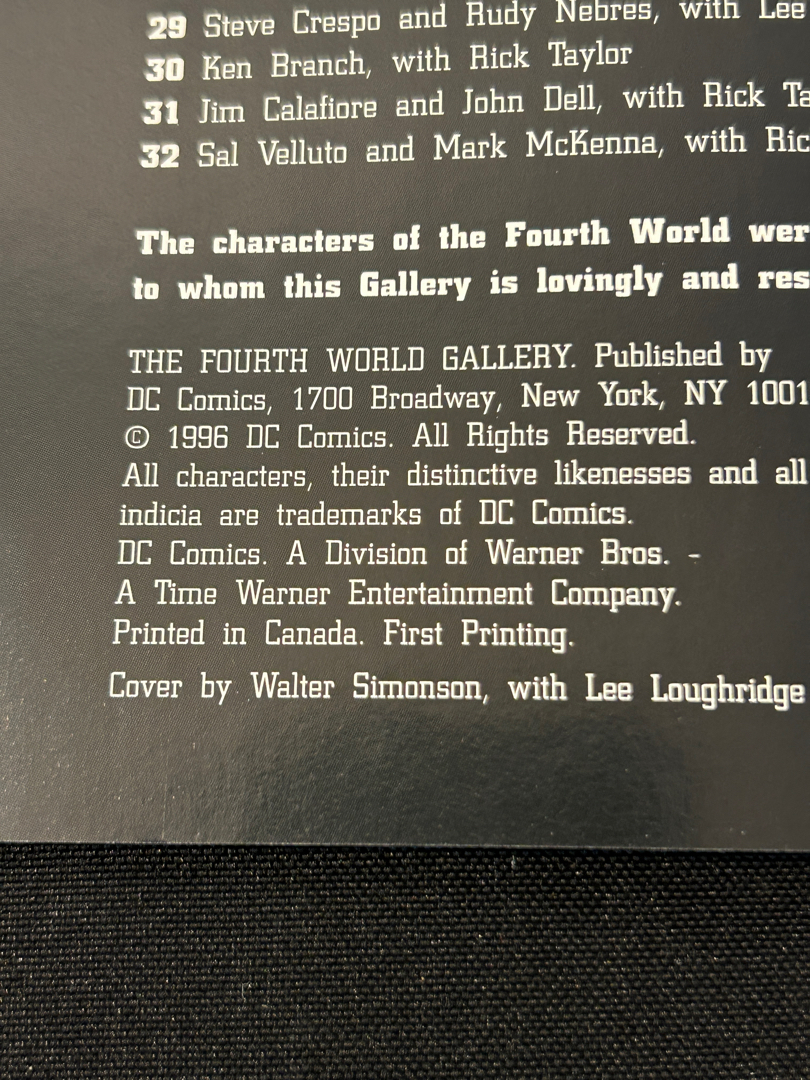 29 Steve Crespo and Rudy Nebres, with Lee
30 Ken Branch, with Rick Taylor
31 Jim Calafiore and John Dell, with Rick
32 Sal Velluto and Mark McKenna, with
The characters of the Fourth World
to whom this Gallery is lovingly and
THE FOURTH WORLD GALLERY. Published by
DC Comics, 1700 Broadway, New York, NY
© 1996 DC Comics. All Rights Reserved.
All characters, their distinctive likenesses and all
indicia are trademarks of DC Comics.
DC Comics. A Division of Warner Bros. -
A Time Warner Entertainment Company.
Printed in Canada. First Printing.
Cover by Walter Simonson, with Lee Loughridge